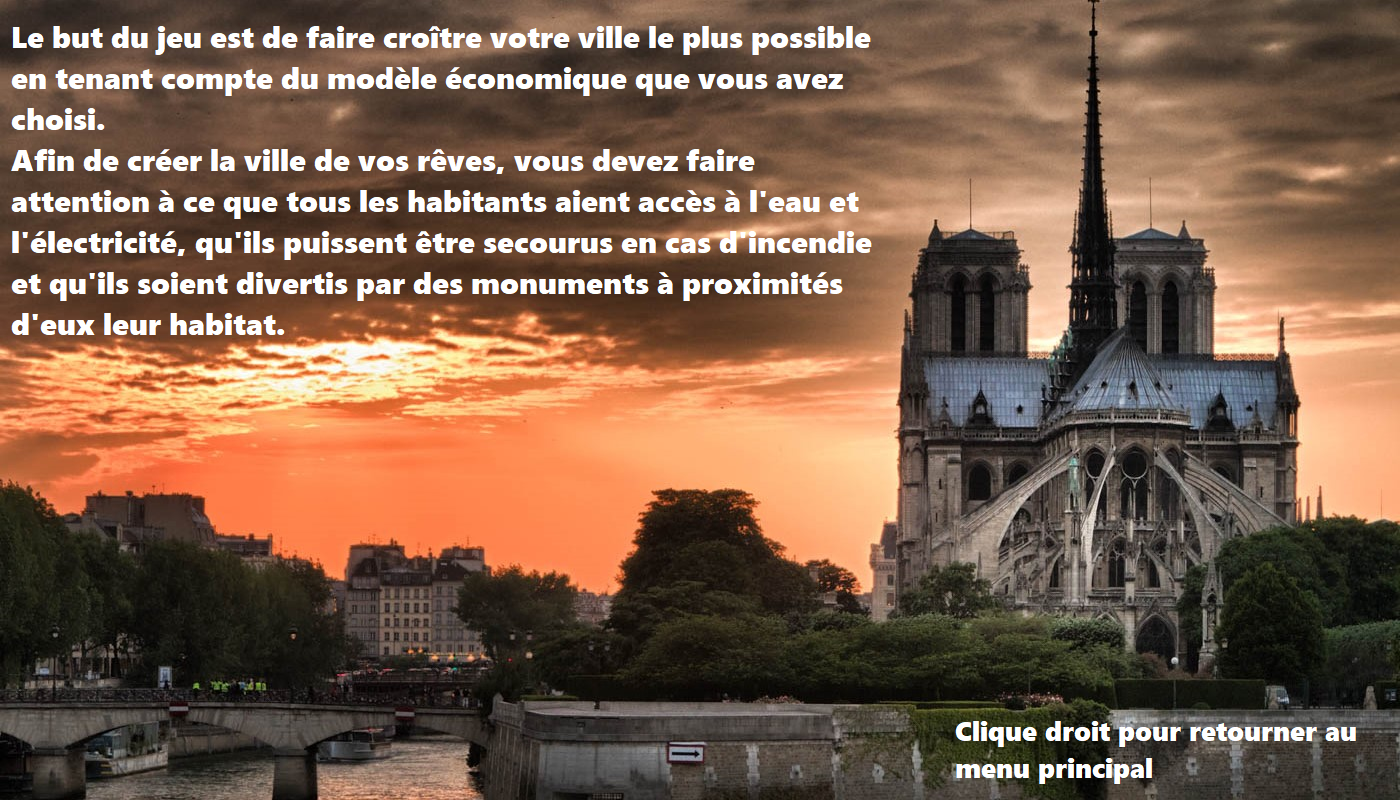 Le but du jeu est de faire croître votre ville le plus possible
en tenant compte du modèle économique que vous avez
choisi.
Afin de créer la ville de vos rêves, vous devez faire
attention à ce que tous les habitants aient accès à l'eau et
l'électricité, qu'ils puissent être secourus en cas d'incendie
et qu'ils soient divertis par des monuments à proximités
d'eux leur habitat.
Clique droit pour retourner au
menu principal